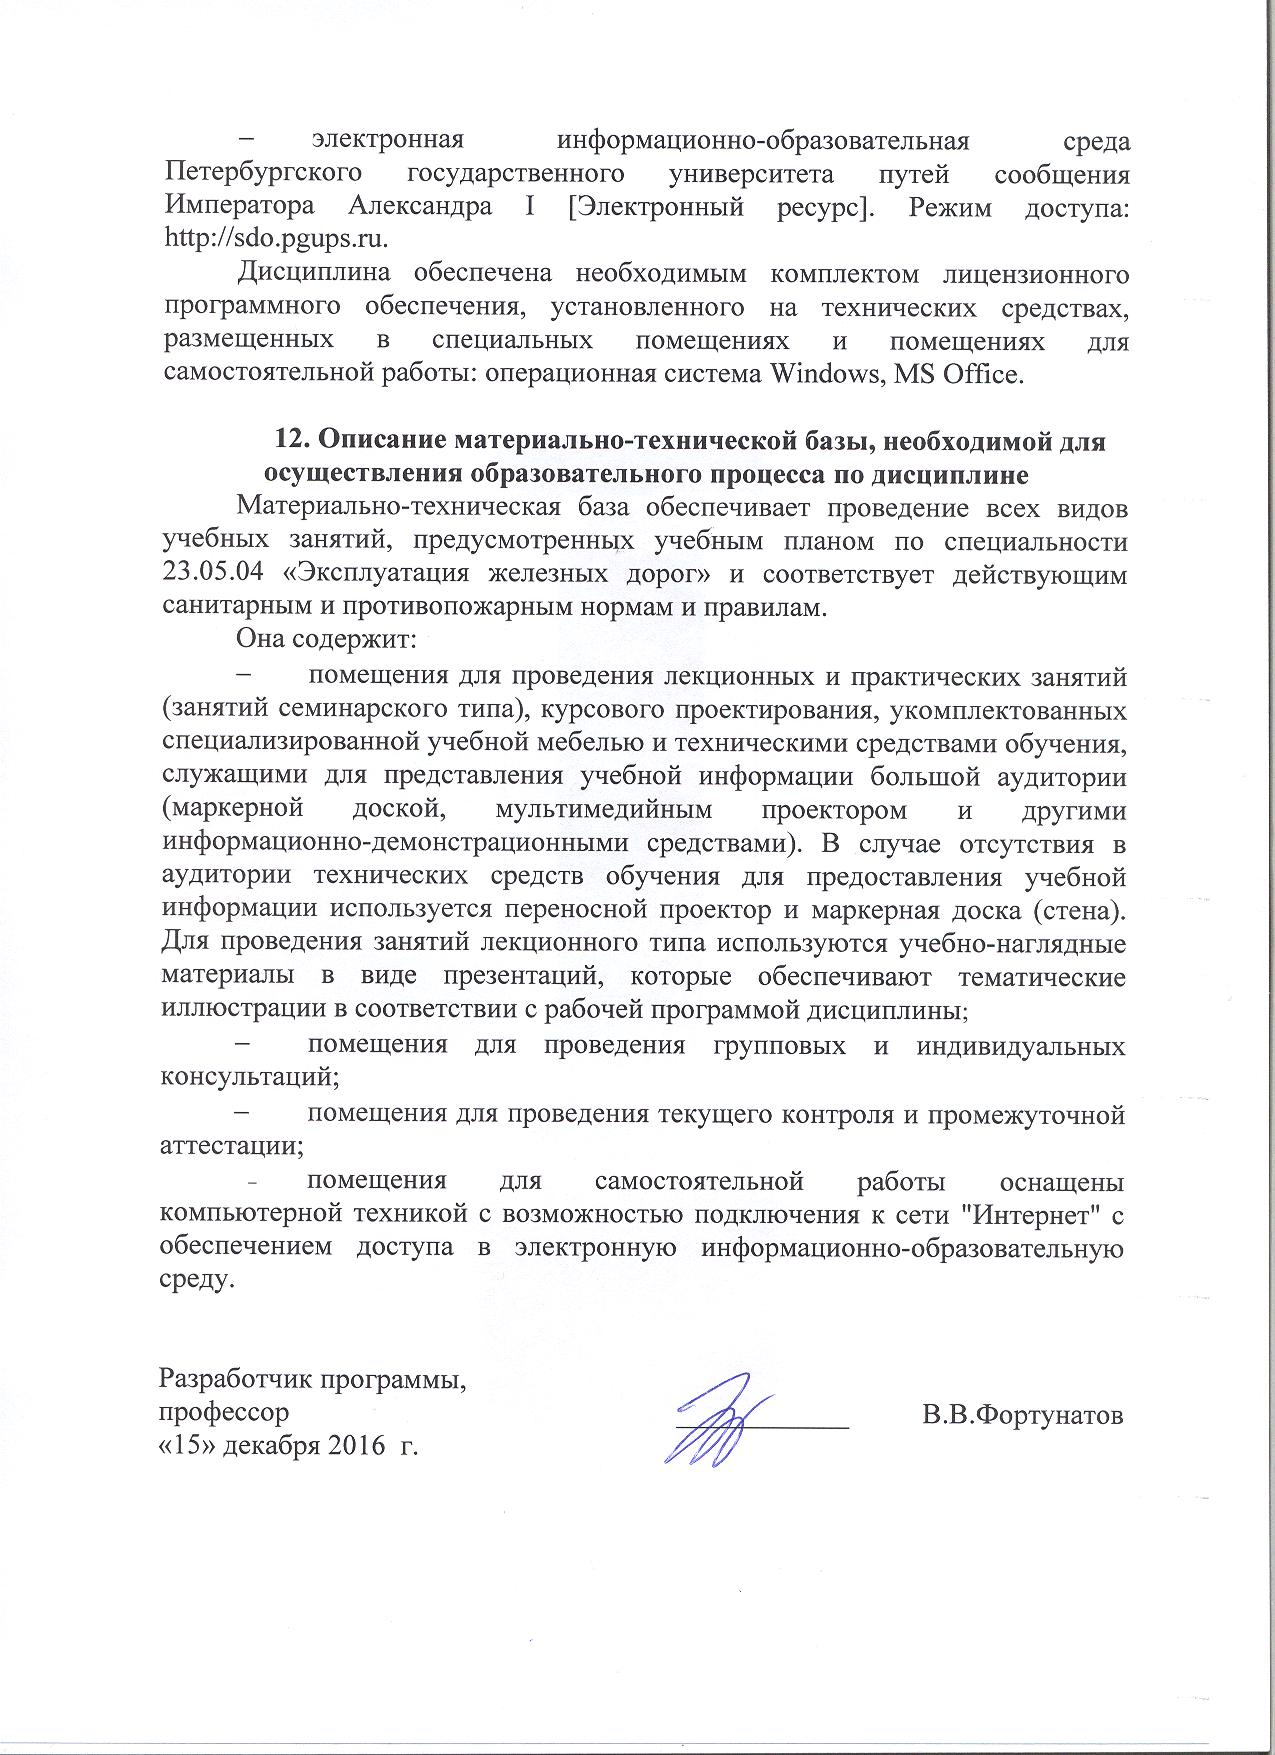 – электронная информационно-образовательная среда
Петербургского государственного университета путей сообщения
Императора Александра I [Электронный ресурс]. Режим доступа:
http://sdo.pgups.ru.
Дисциплина обеспечена необходимым комплектом лицензионного
программного обеспечения, установленного на технических средствах,
размещенных в специальных помещениях и помещениях для
самостоятельной работы: операционная система Windows, MS Office.
12. Описание материально-технической базы, необходимой для
осуществления образовательного процесса по дисциплине
Материально-техническая база обеспечивает проведение всех видов
учебных занятий, предусмотренных учебным планом по специальности
23.05.04 «Эксплуатация железных дорог» и соответствует действующим
санитарным и противопожарным нормам и правилам.
Она содержит:
– помещения для проведения лекционных и практических занятий
(занятий семинарского типа), курсового проектирования, укомплектованных
специализированной учебной мебелью и техническими средствами обучения,
служащими для представления учебной информации большой аудитории
(маркерной доской, мультимедийным проектором и другими
информационно-демонстрационными средствами). В случае отсутствия в
аудитории технических средств обучения для предоставления учебной
информации используется переносной проектор и маркерная доска (стена).
Для проведения занятий лекционного типа используются учебно-наглядные
материалы в виде презентаций, которые обеспечивают тематические
иллюстрации в соответствии с рабочей программой дисциплины;
– помещения для проведения групповых и индивидуальных
консультаций;
– помещения для проведения текущего контроля и промежуточной
аттестации;
- помещения для самостоятельной работы оснащены
компьютерной техникой с возможностью подключения к сети "Интернет" с
обеспечением доступа в электронную информационно-образовательную
среду.
Разработчик программы,
профессор ____________ В.В.Фортунатов
«15» декабря 2016 г.